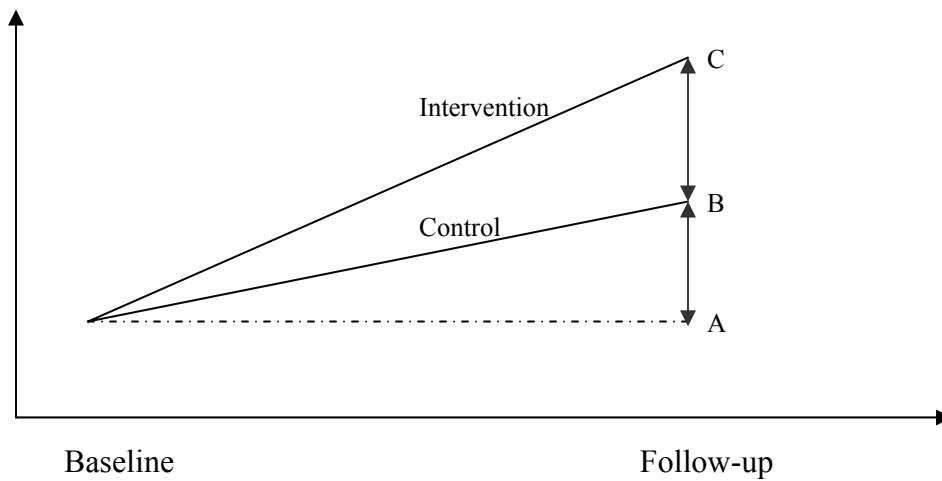 C
Intervention
B
Control
A
Baseline
Follow-up